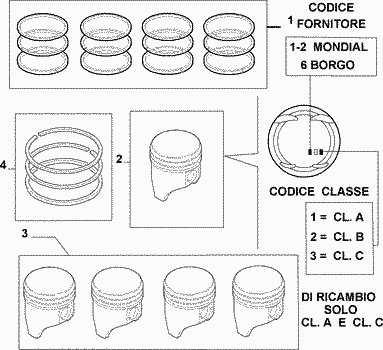 1
CODICE
FORNITORE
1-2 MONDIAL
6 BORGO
4
2
CODICE CLASSE
1 = CL. A
2 = CL. B
3 = CL. C
3
DI RICAMBIO
SOLO
CL. A E CL. C